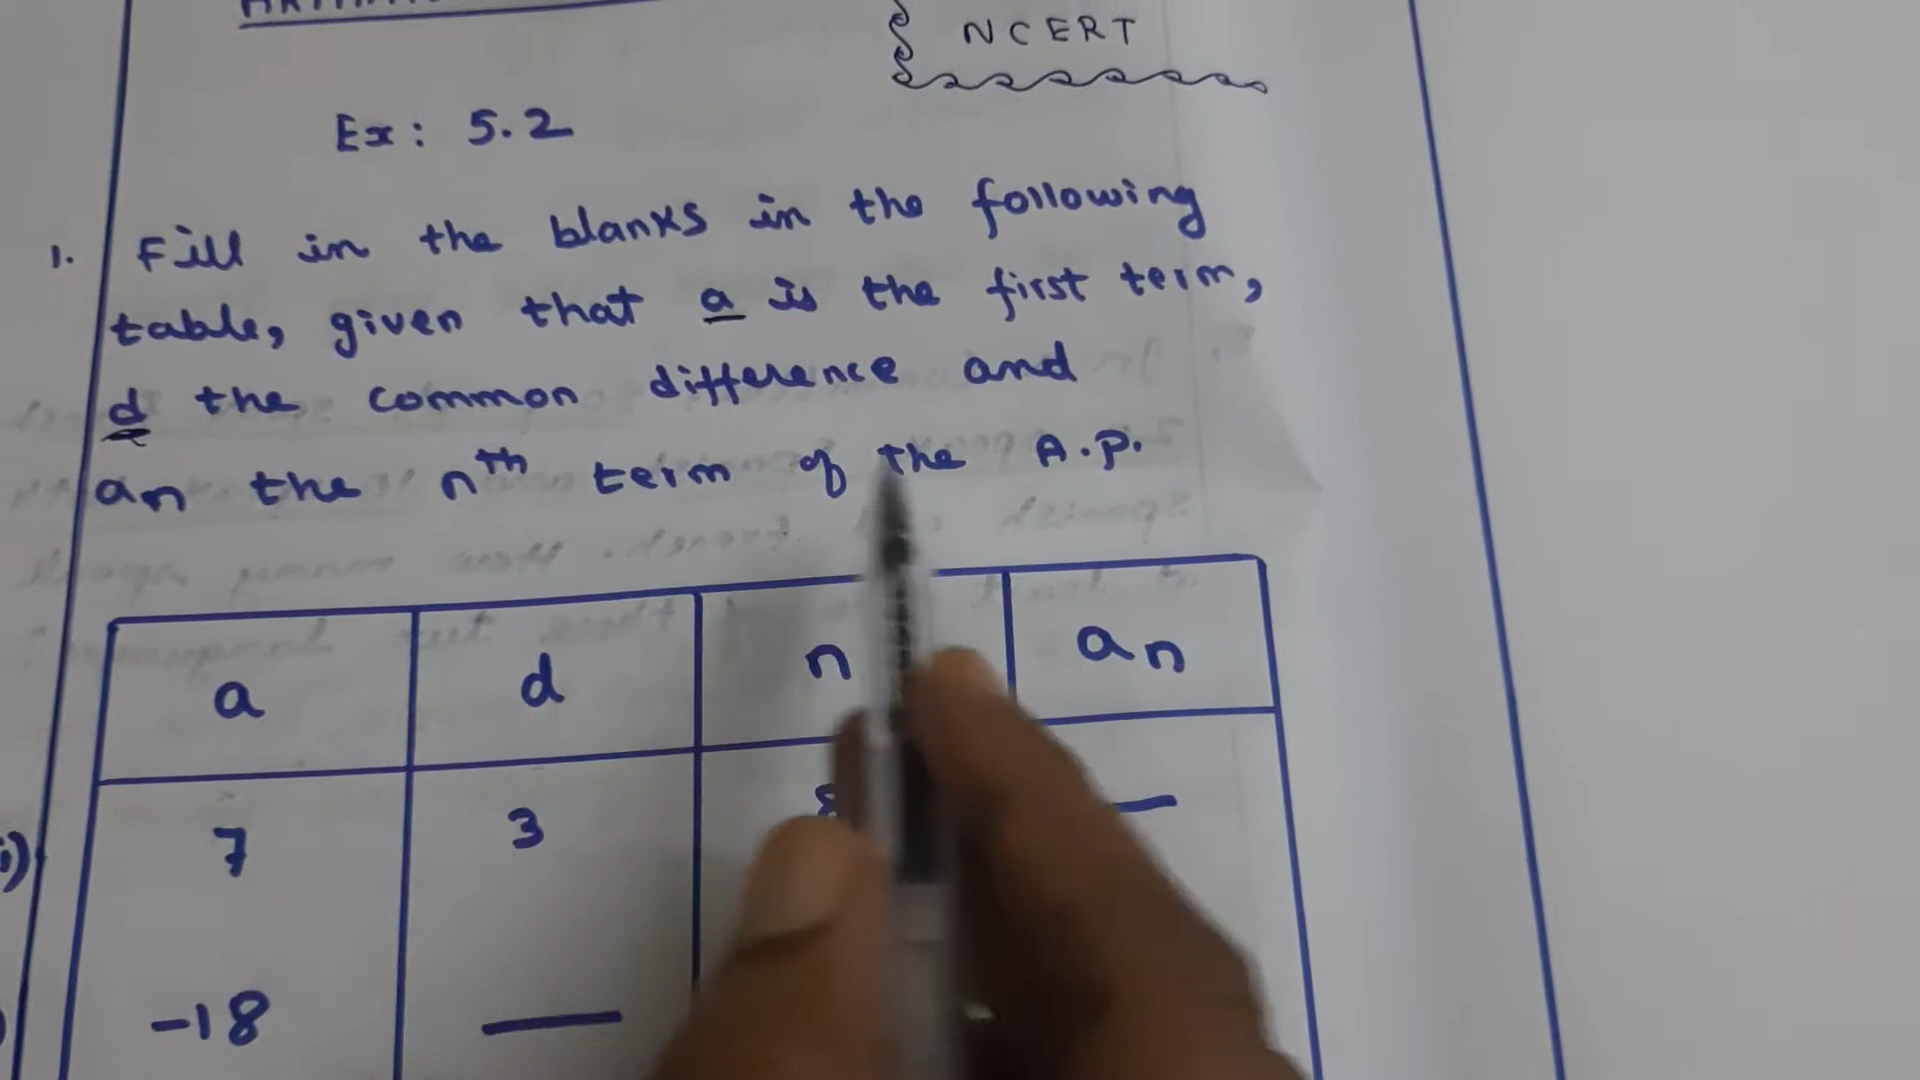 NCERT
Ex: 5.2
1. Fill in the blanks in the following
table, given that a is the first term,
d the common difference and
an the nth term of the A.P.
a d n an
7 3 —
-18 —